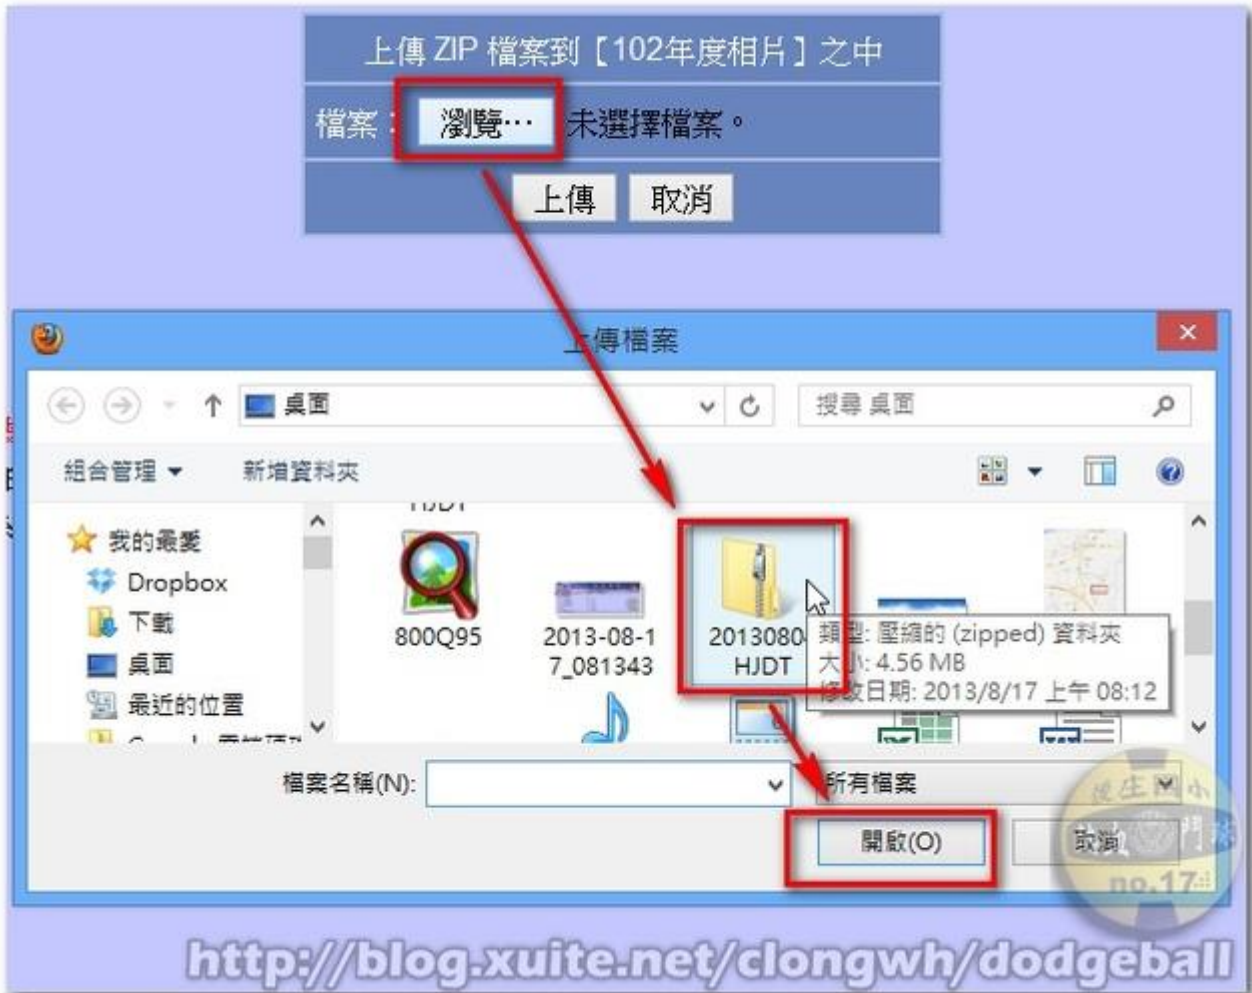 上傳 ZIP 檔案到【102年度相片】之中
檔案： 瀏覽… 未選擇檔案。
上傳 取消
上傳檔案
桌面
搜尋 桌面
組合管理 新增資料夾
我的最愛
Dropbox
下載
桌面
最近的位置
HJDT
800Q95
2013-08-1
7_081343
2013080
HJDT
類型: 壓縮的 (zipped) 資料夾
大小: 4.56 MB
修改日期: 2013/8/17 上午 08:12
檔案名稱(N):
所有檔案
開啟(O) 取消
no.17
http://blog.xuite.net/clongwh/dodgeball